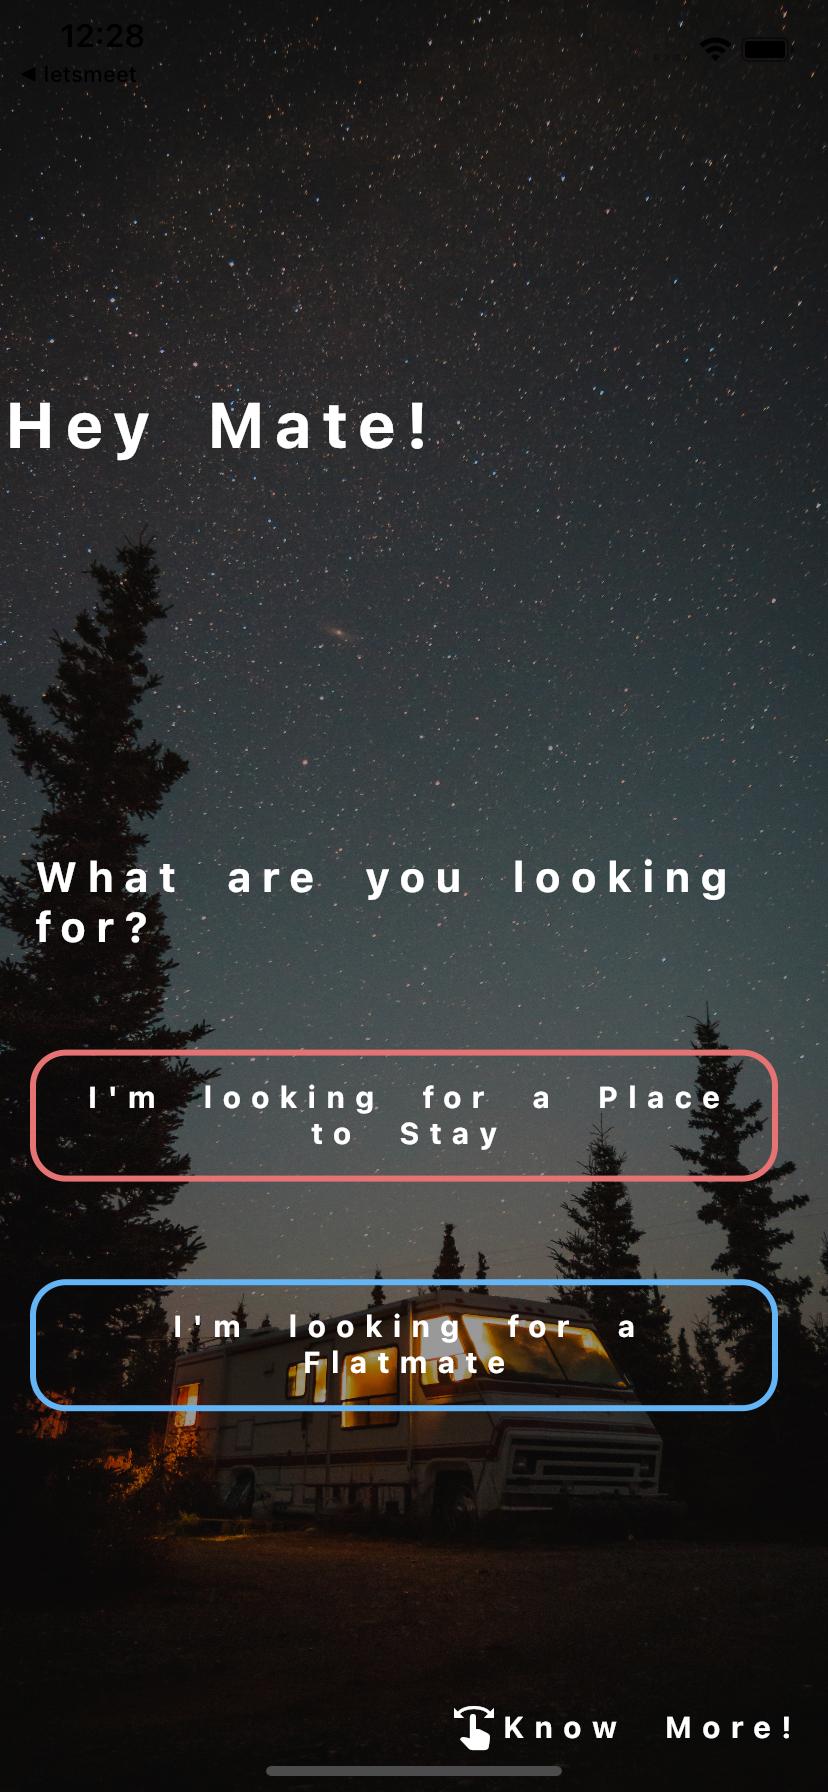 12:28
◀ letsmeet
Hey Mate!
What are you looking
for?
I'm looking for a Place
to Stay
I'm looking for a
Flatmate
Know More!